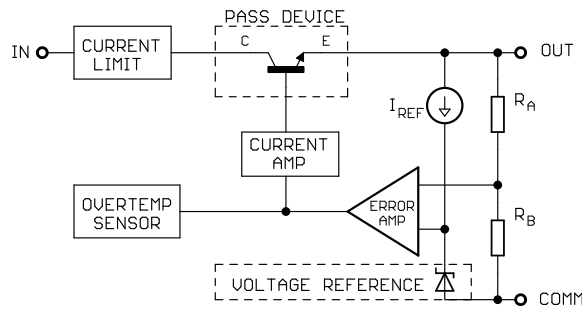 PASS DEVICE
IN
CURRENT
LIMIT
C
E
OUT
I REF
R A
CURRENT
AMP
OVERTEMP
SENSOR
ERROR
AMP
R B
VOLTAGE REFERENCE
COMM